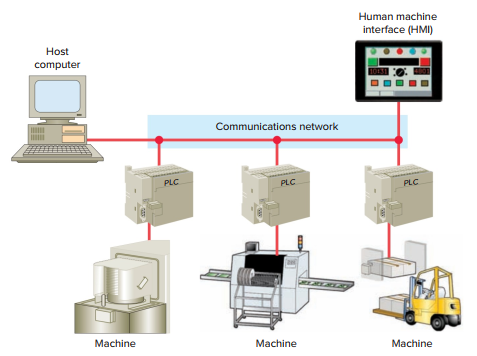 Human machine
interface (HMI)
Host
computer
Communications network
PLC
PLC
PLC
Machine
Machine
Machine